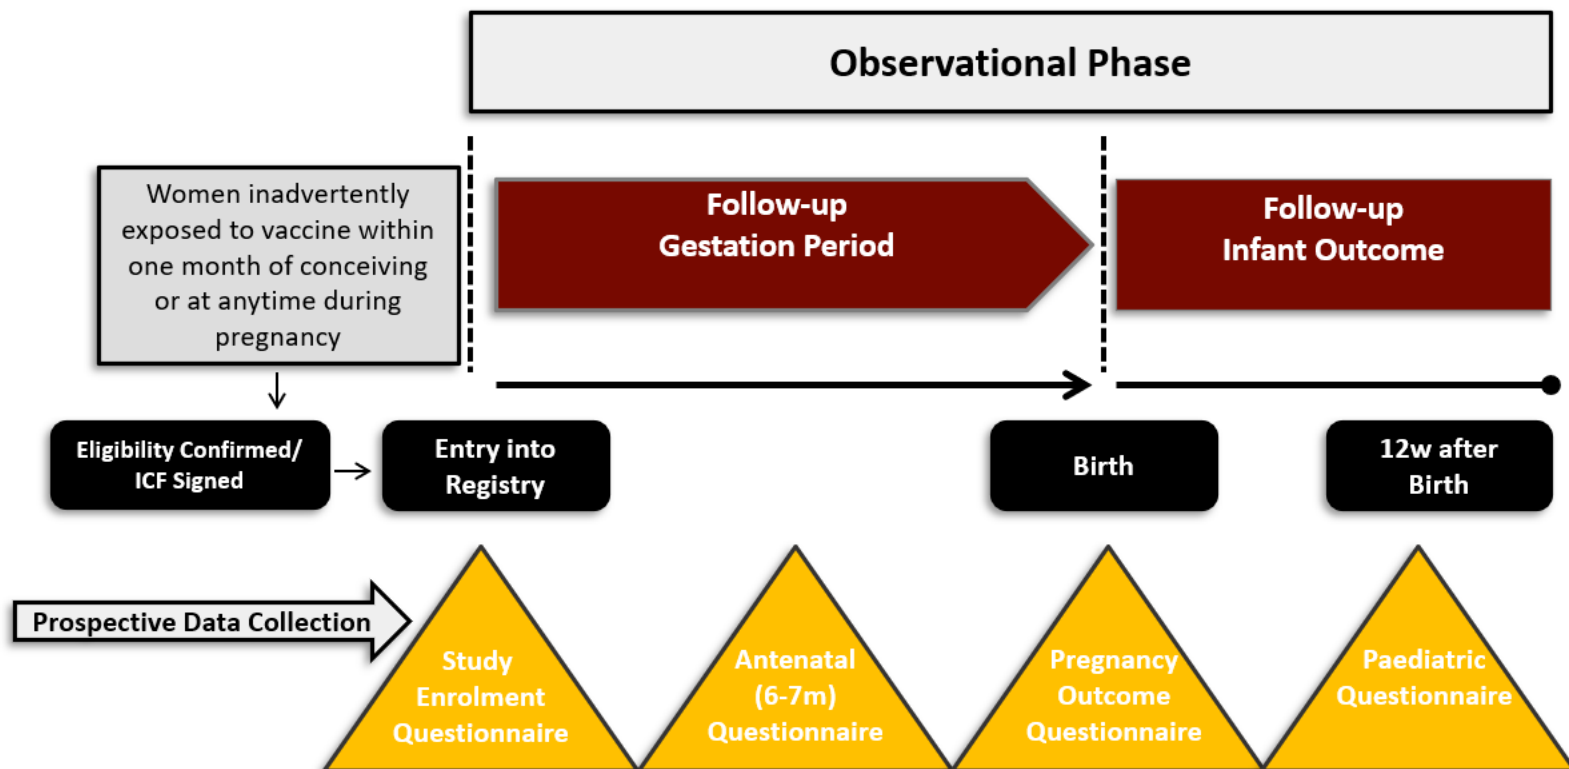 Observational Phase
Women inadvertently
exposed to vaccine within
one month of conceiving
or at anytime during
pregnancy
Follow-up
Gestation Period
Follow-up
Infant Outcome
Eligibility Confirmed/
ICF Signed
Entry into
Registry
Birth
12w after
Birth
Prospective Data Collection
Study
Enrolment
Questionnaire
Antenatal
(6-7m)
Questionnaire
Pregnancy
Outcome
Questionnaire
Paediatric
Questionnaire